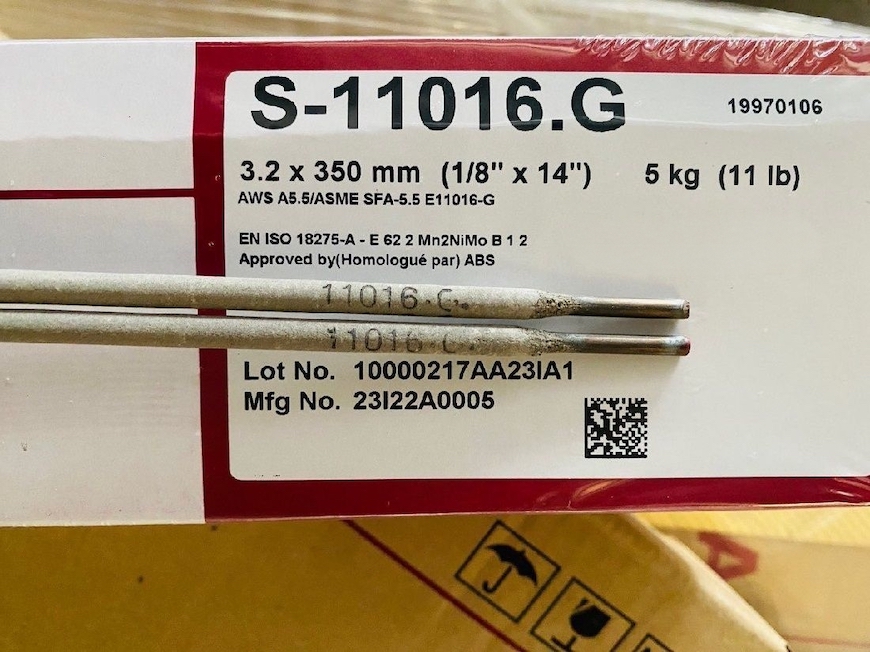 S-11016.G
19970106
3.2 x 350 mm (1/8" x 14") 5 kg (11 lb)
AWS A5.5/ASME SFA-5.5 E11016-G
EN ISO 18275-A - E 62 2 Mn2NiMo B 1 2
Approved by(Homologué par) ABS
11016.G
11016.G
Lot No. 10000217AA23IA1
Mfg No. 23I22A0005
A